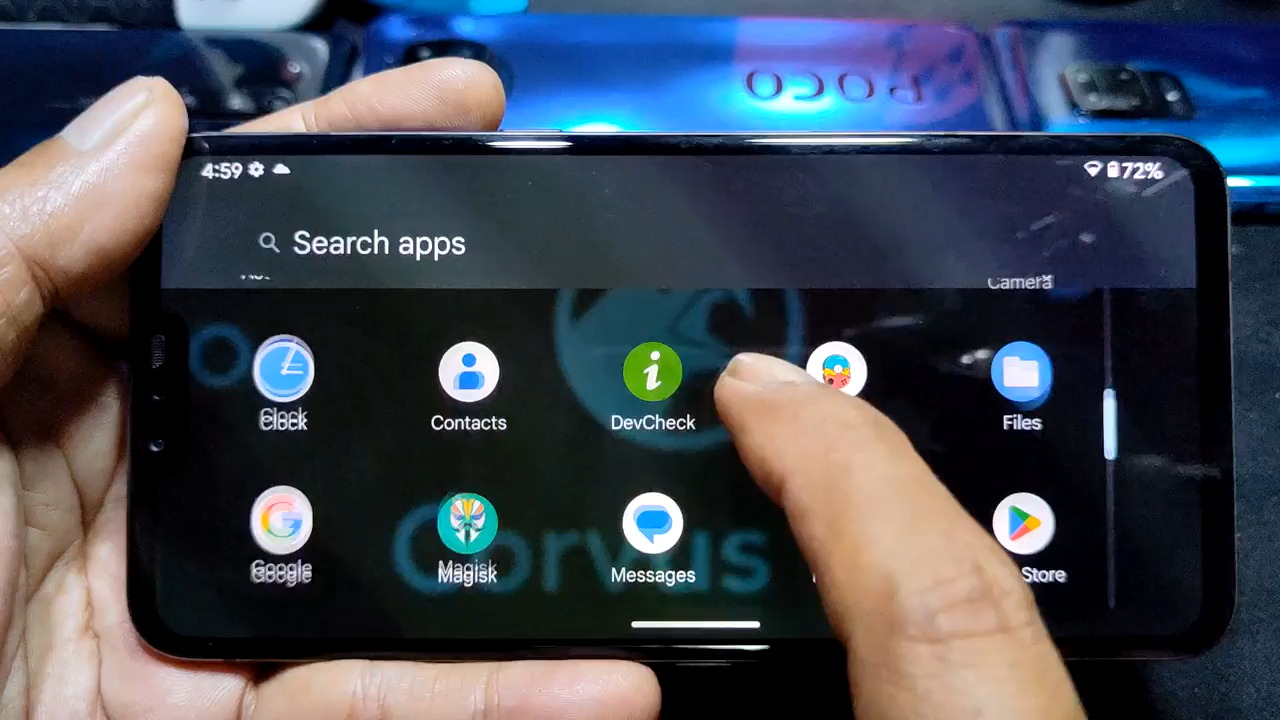 POCO
4:59
72%
Search apps
Camera
Clock
Contacts
DevCheck
Files
Corvus
Google
Magisk
Messages
Store